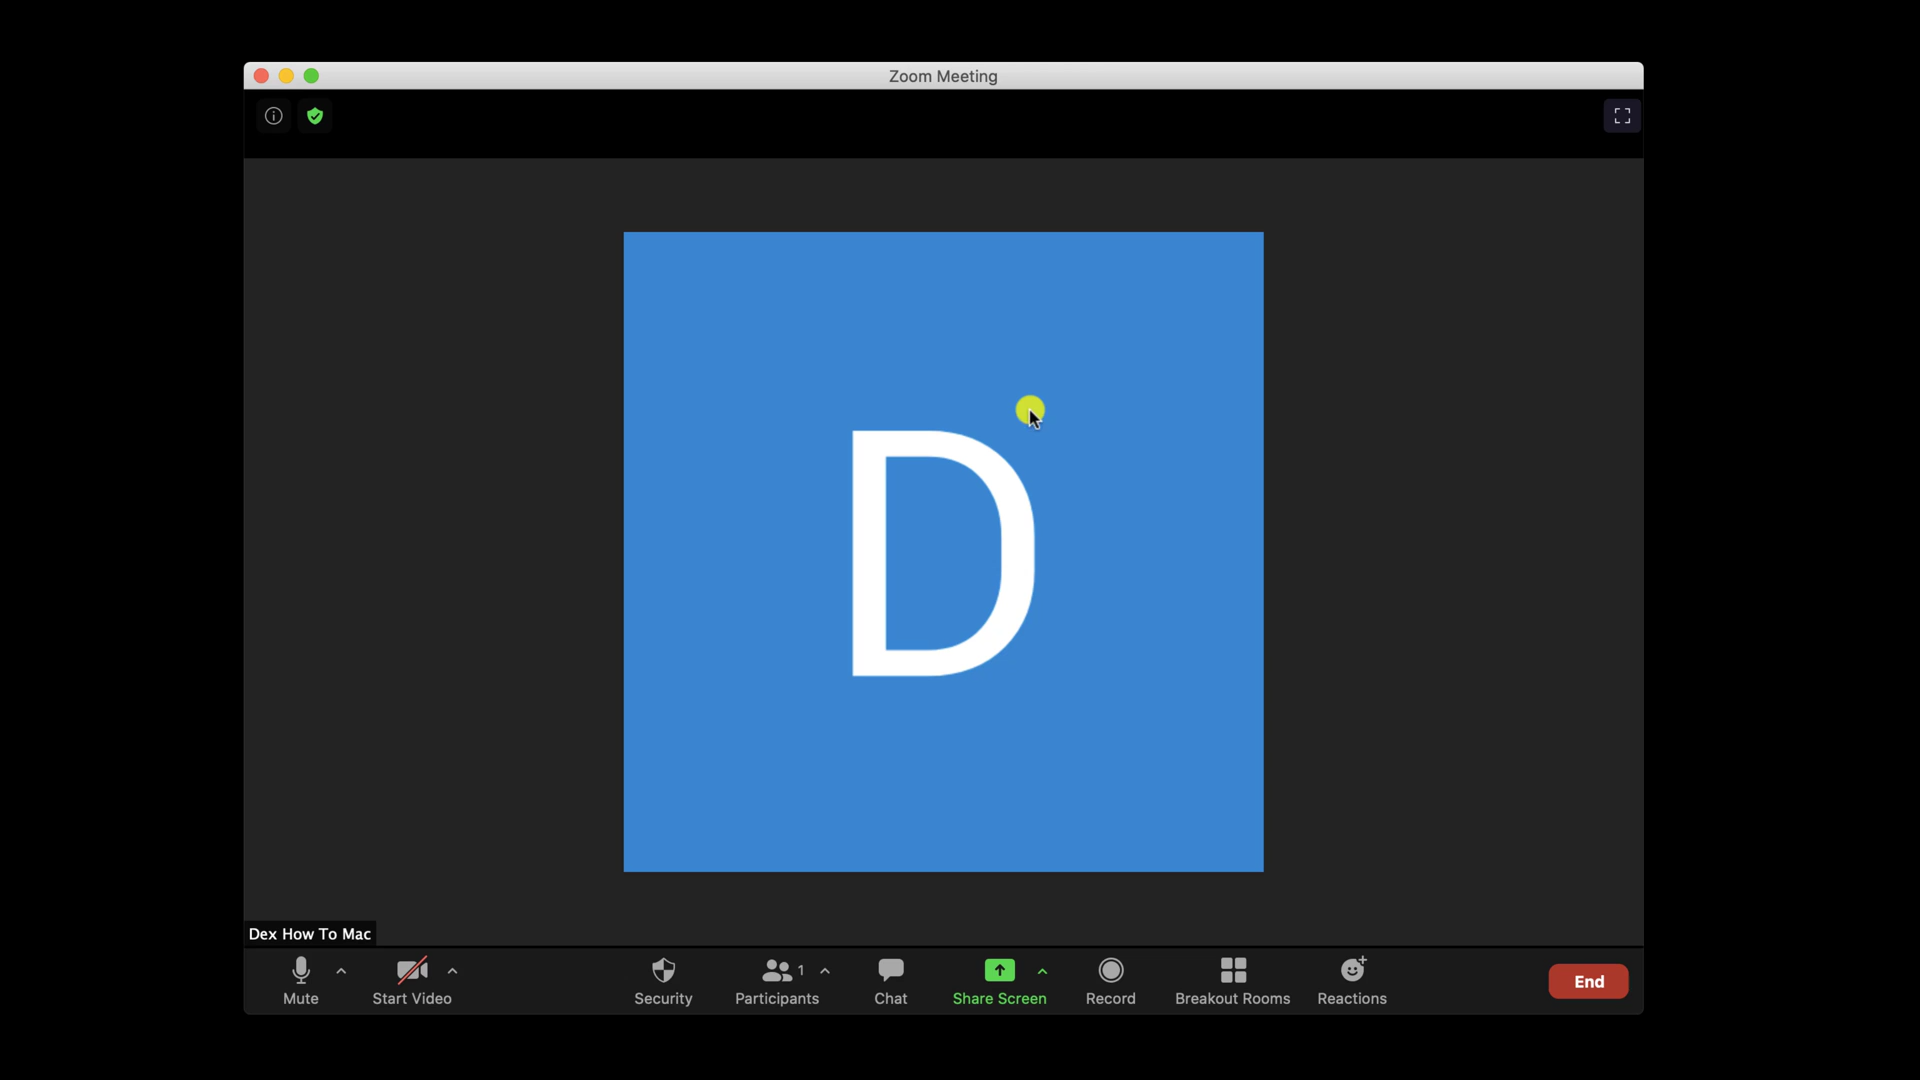 Zoom Meeting
D
Dex How To Mac
1
Mute
Start Video
Security
Participants
Chat
Share Screen
Record
Breakout Rooms
Reactions
End